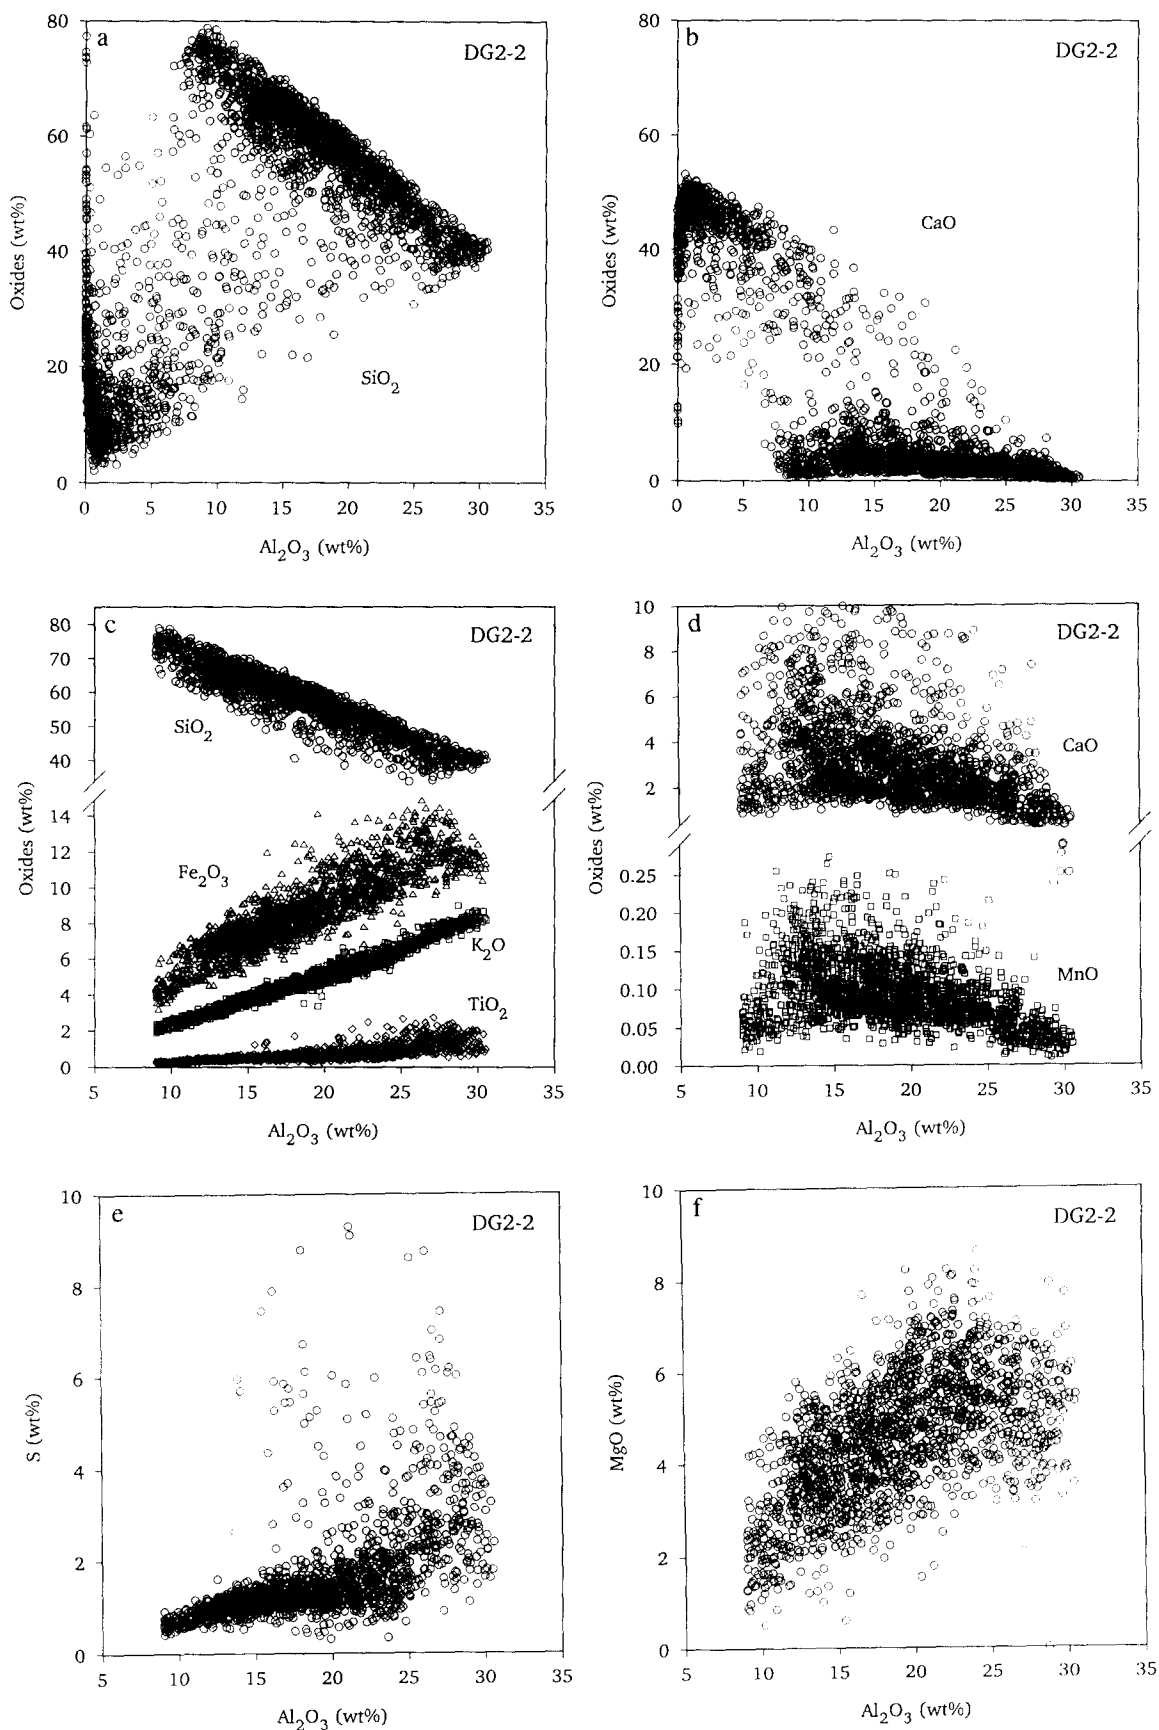 80
60
40
20
0
Oxides (wt%)
a
DG2-2
SiO2
0 5 10 15 20 25 30 35
Al2O3 (wt%)
80
60
40
20
0
Oxides (wt%)
b
DG2-2
CaO
0 5 10 15 20 25 30 35
Al2O3 (wt%)
80
70
60
50
40
14
12
10
8
6
4
2
0
Oxides (wt%)
c
DG2-2
SiO2
Fe2O3
K2O
TiO2
5 10 15 20 25 30 35
Al2O3 (wt%)
10
8
6
4
2
0.25
0.20
0.15
0.10
0.05
0.00
Oxides (wt%)
d
DG2-2
CaO
MnO
5 10 15 20 25 30 35
Al2O3 (wt%)
10
8
6
4
2
0
S (wt%)
e
DG2-2
5 10 15 20 25 30 35
Al2O3 (wt%)
10
8
6
4
2
0
MgO (wt%)
f
DG2-2
5 10 15 20 25 30 35
Al2O3 (wt%)